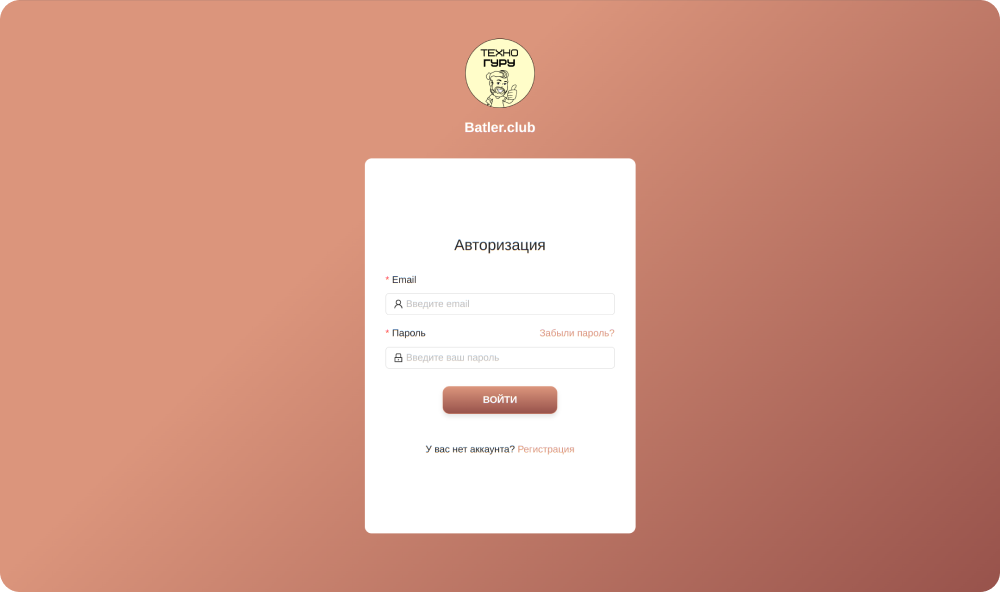 ТЕХНО
ГУРУ
Batler.club
Авторизация
* Email
Введите email
* Пароль Забыли пароль?
Введите ваш пароль
ВОЙТИ
У вас нет аккаунта? Регистрация